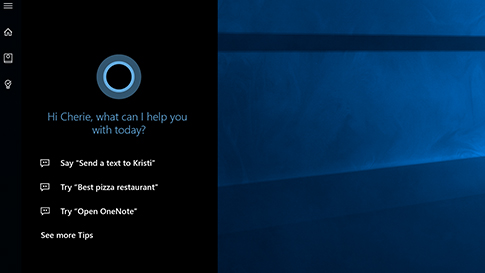 Hi Cherie, what can I help you
with today?
Say "Send a text to Kristi"
Try "Best pizza restaurant"
Try "Open OneNote"
See more Tips